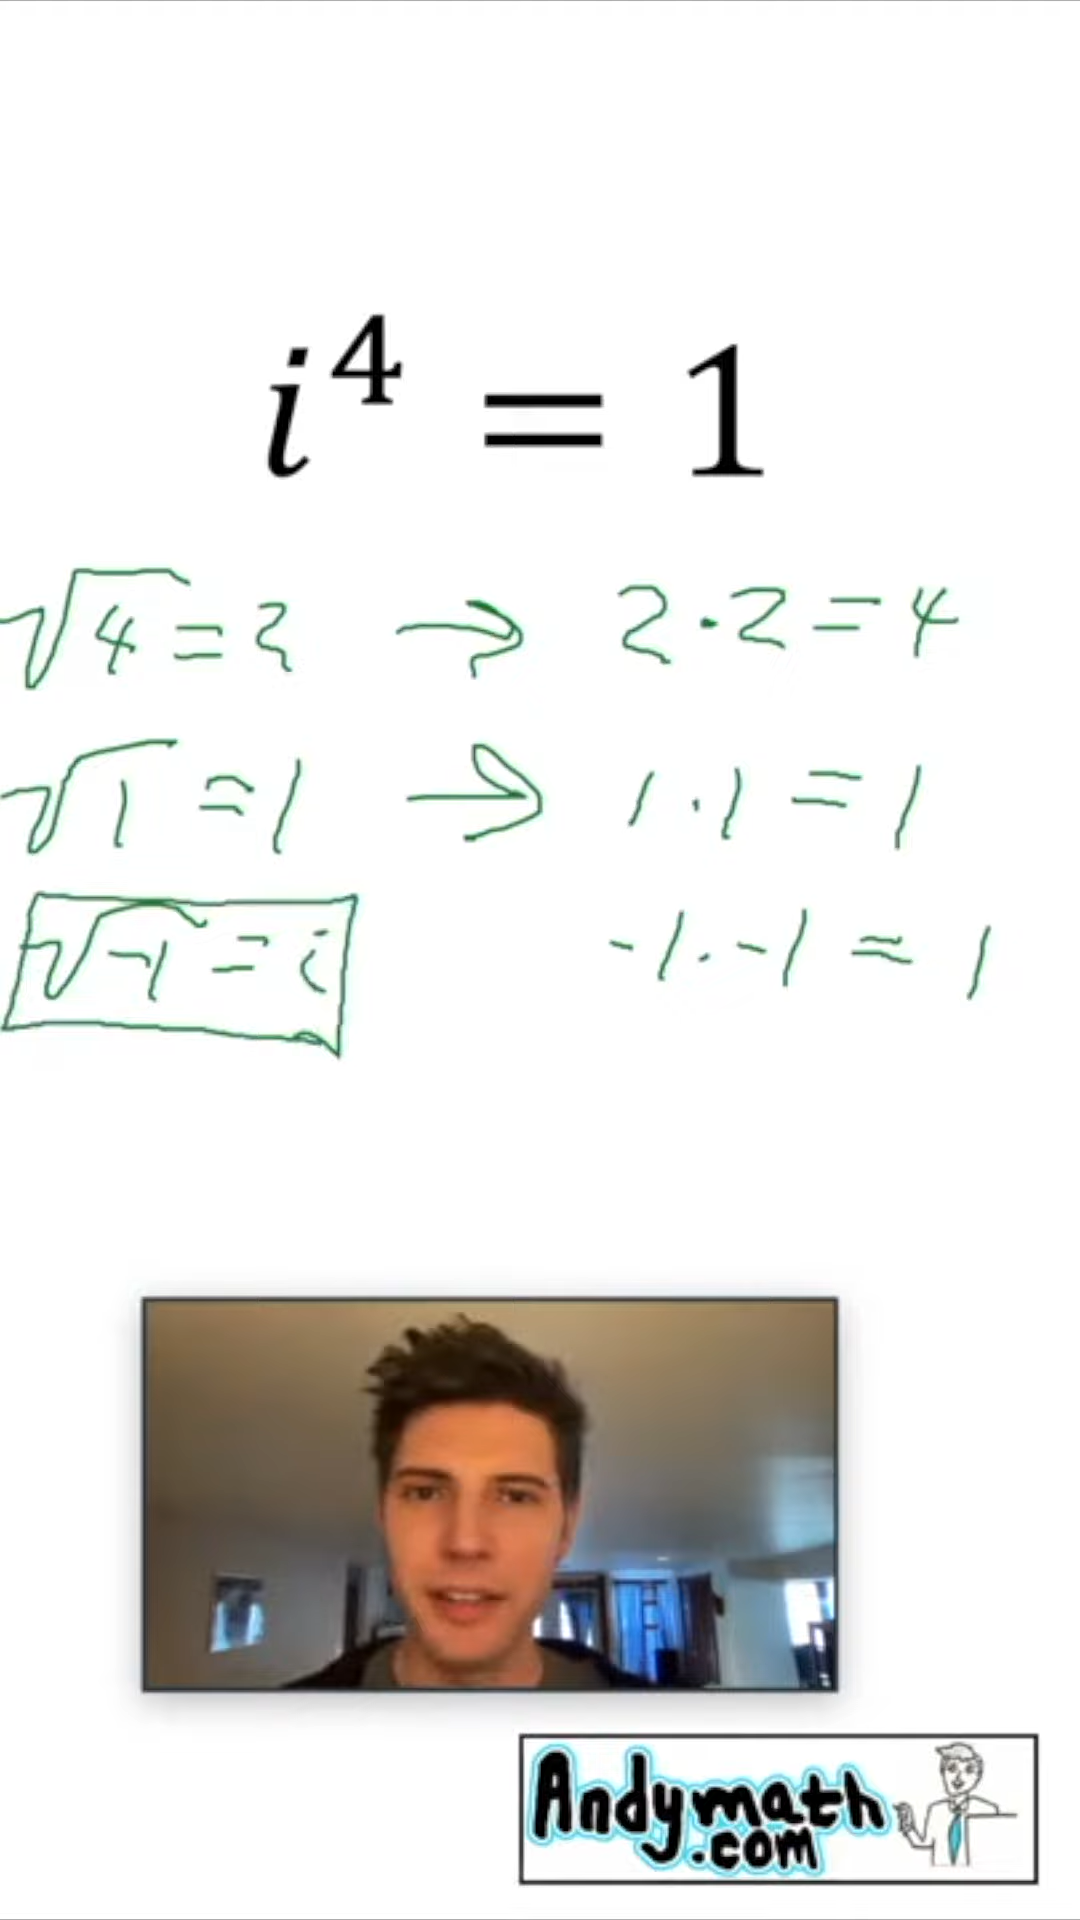 i⁴ = 1
√4 = 2 → 2·2 = 4
√1 = 1 → 1·1 = 1
√-1 = i   -1·-1 = 1
Andymath
.com